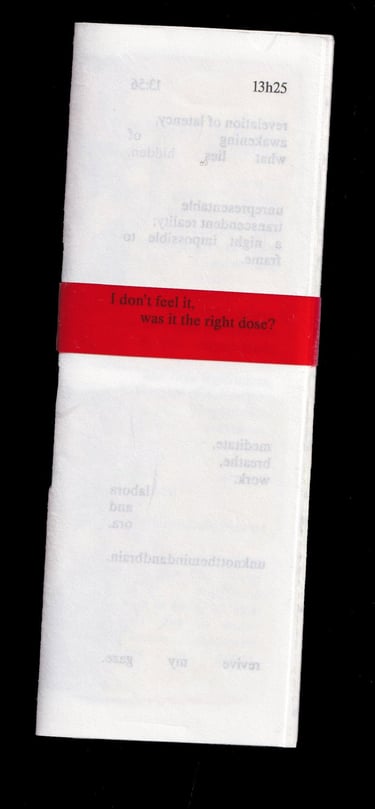 13h25
13:56
revelation of latency,
awakening of
what lies hidden.
unrepresentable
transcendent reality;
a night impossible to
frame.
I don't feel it,
was it the right dose?
meditate,
breathe,
work.
labora
and
ora.
unknotthemindandbrain.
revive my gaze.